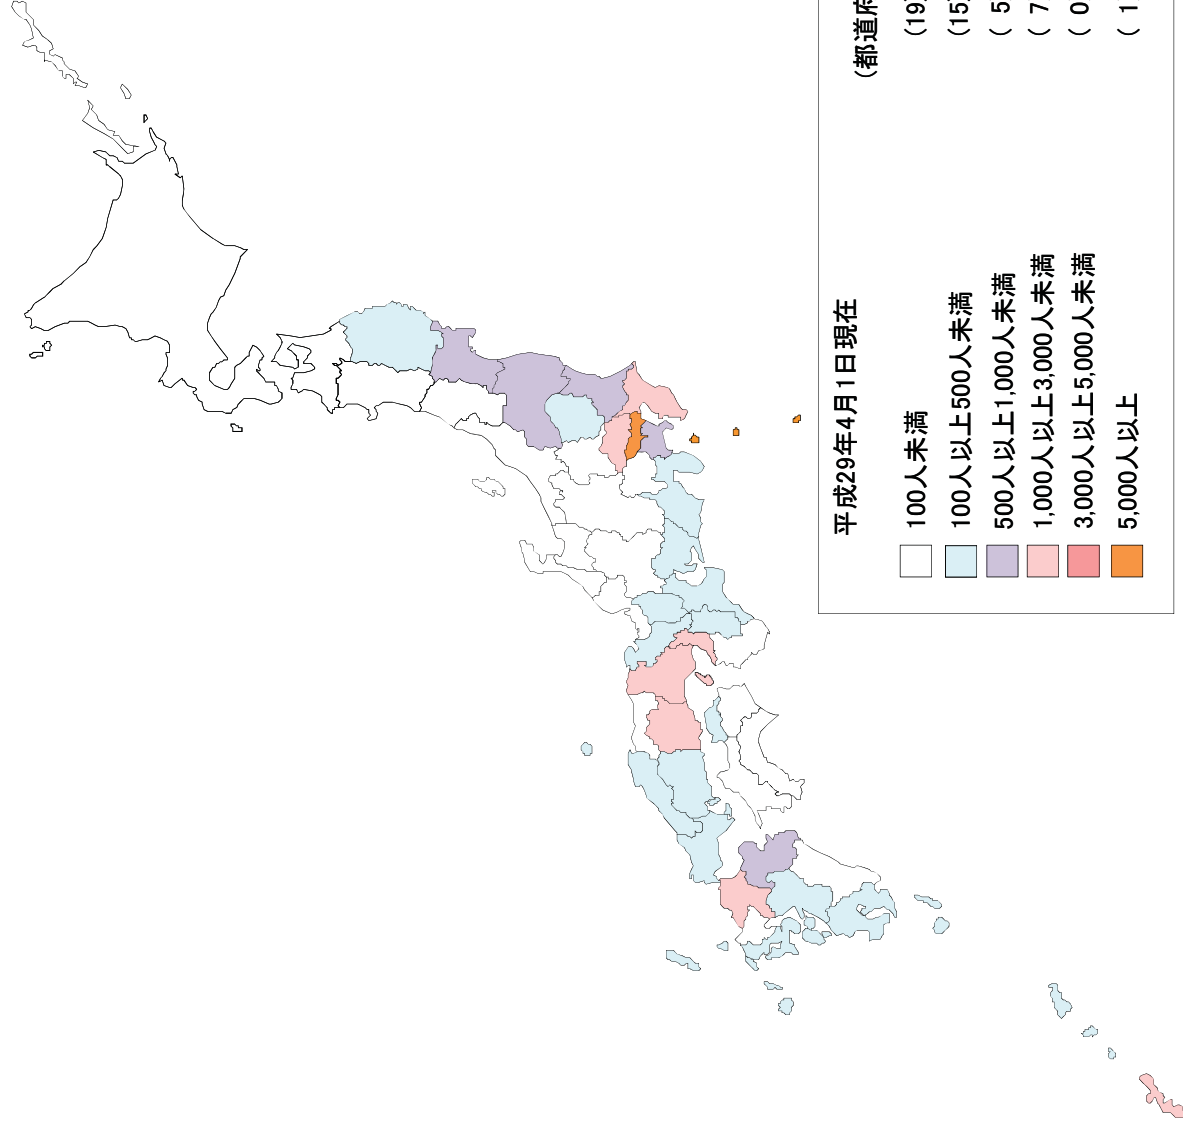 平成29年4月1日現在
(都道府
100人未満 (19
100人以上500人未満 (15
500人以上1,000人未満 ( 5
1,000人以上3,000人未満 ( 7
3,000人以上5,000人未満 ( 0
5,000人以上 ( 1